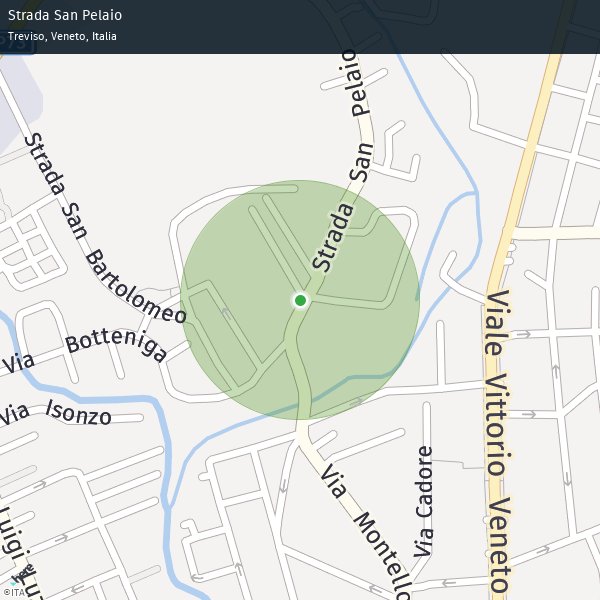 Strada San Pelaio
Treviso, Veneto, Italia
Strada San Pelaio
Strada San Bartolomeo
Via Botteniga
Via Isonzo
Viale Vittorio Veneto
Via Cadore
Via Montello
Luigi
here
©ITA